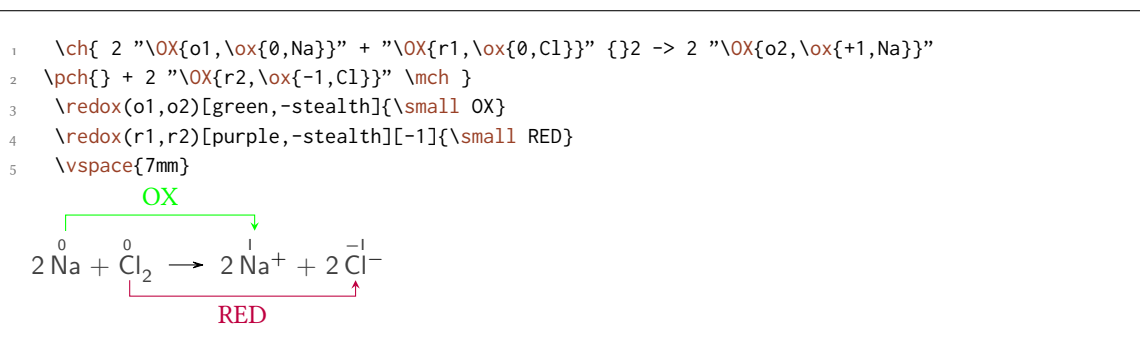 1 \ch{ 2 "\OX{o1,\ox{0,Na}}" + "\OX{r1,\ox{0,Cl}}" {}2 -> 2 "\OX{o2,\ox{+1,Na}}"
2 \pch{} + 2 "\OX{r2,\ox{-1,Cl}}" \mch }
3 \redox(o1,o2)[green,-stealth]{\small OX}
4 \redox(r1,r2)[purple,-stealth][-1]{\small RED}
5 \vspace{7mm}
OX
0 0 I −I
2 Na + Cl₂ ⟶ 2 Na⁺ + 2 Cl⁻
RED